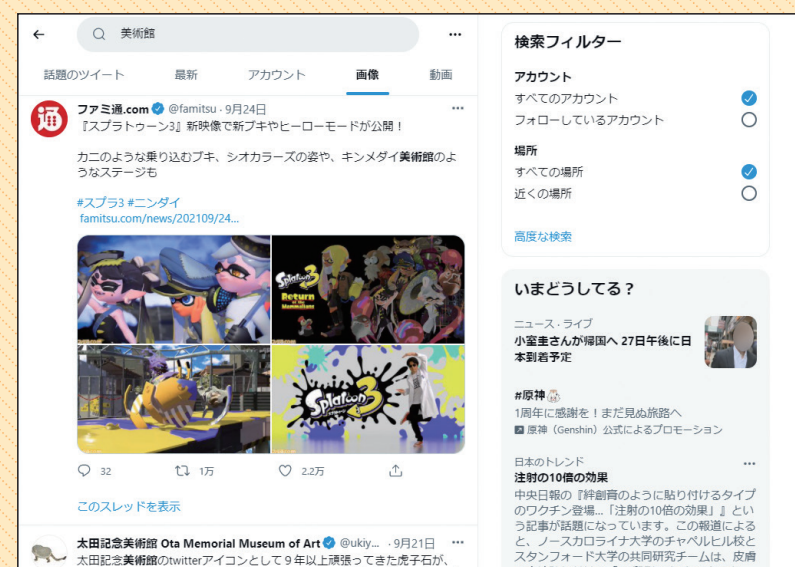 美術館
話題のツイート 最新 アカウント 画像 動画
通
ファミ通.com @famitsu · 9月24日
『スプラトゥーン3』新映像で新ブキやヒーローモードが公開！
カニのような乗り込むブキ、シオカラーズの姿や、キンメダイ美術館のよ
うなステージも
#スプラ3 #ニンダイ
famitsu.com/news/202109/24...
Splatoon 3
Return
of the
Mammalians
Splatoon 3
32 1万 2.2万
このスレッドを表示
太田記念美術館 Ota Memorial Museum of Art @ukiy... · 9月21日
太田記念美術館のtwitterアイコンとして９年以上頑張ってきた虎子石が、
検索フィルター
アカウント
すべてのアカウント
フォローしているアカウント
場所
すべての場所
近くの場所
高度な検索
いまどうしてる？
ニュース · ライブ
小室圭さんが帰国へ 27日午後に日
本到着予定
#原神
1周年に感謝を！まだ見ぬ旅路へ
原神（Genshin）公式によるプロモーション
日本のトレンド
注射の10倍の効果
中央日報の『絆創膏のように貼り付けるタイプ
のワクチン登場…「注射の10倍の効果」』とい
う記事が話題になっています。この報道による
と、ノースカロライナ大学のチャペルヒル校と
スタンフォード大学の共同研究チームは、皮膚